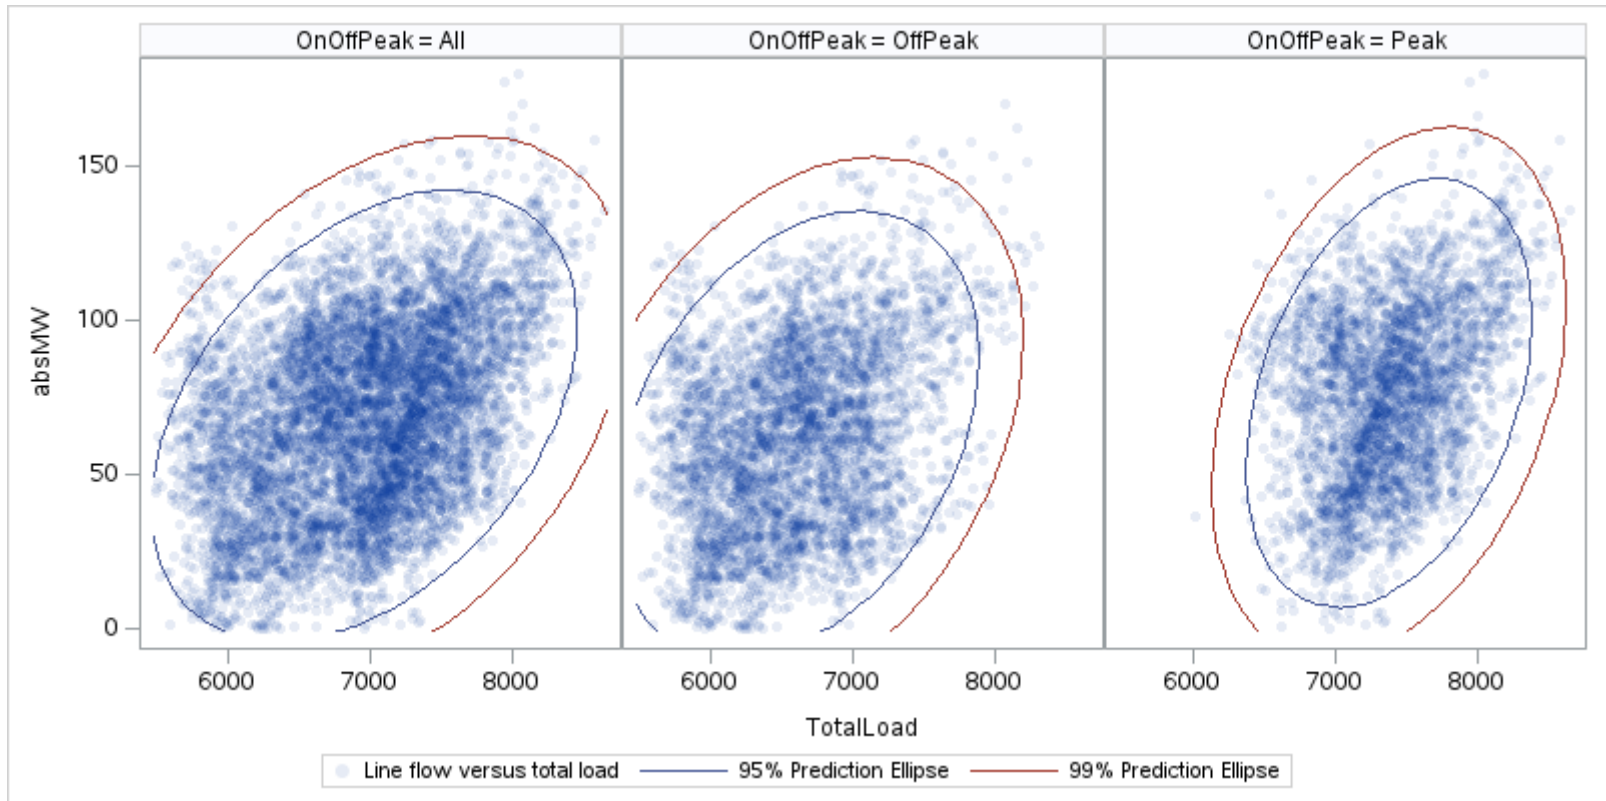 OnOffPeak = All
OnOffPeak = OffPeak
OnOffPeak = Peak
150
100
50
0
absMW
6000 7000 8000
6000 7000 8000
6000 7000 8000
TotalLoad
Line flow versus total load
95% Prediction Ellipse
99% Prediction Ellipse